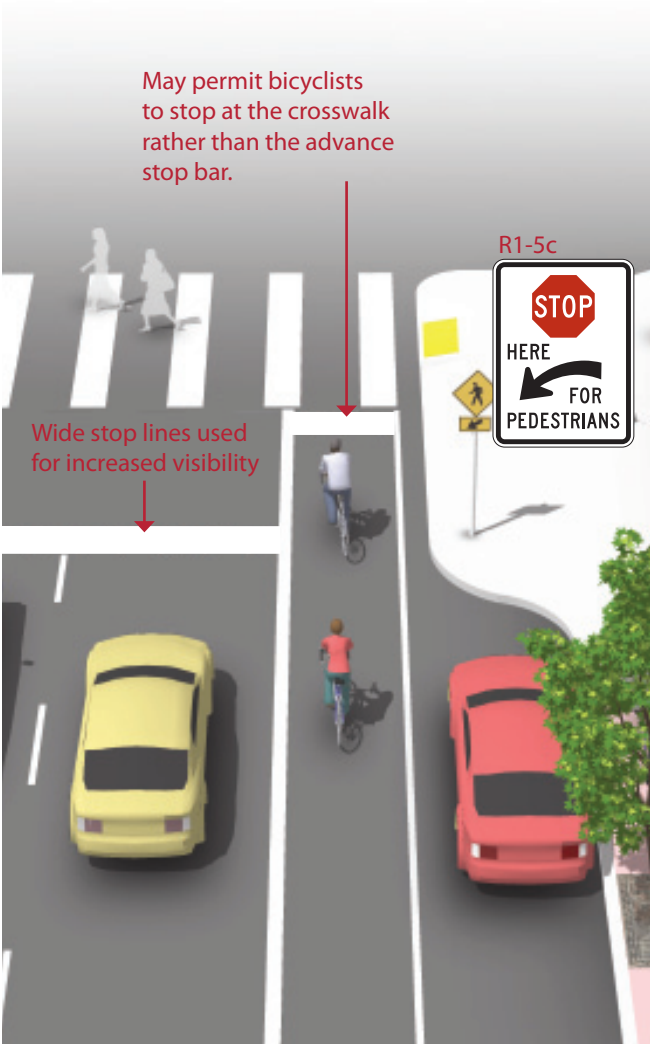 May permit bicyclists
to stop at the crosswalk
rather than the advance
stop bar.
R1-5c
STOP
HERE
FOR
PEDESTRIANS
Wide stop lines used
for increased visibility